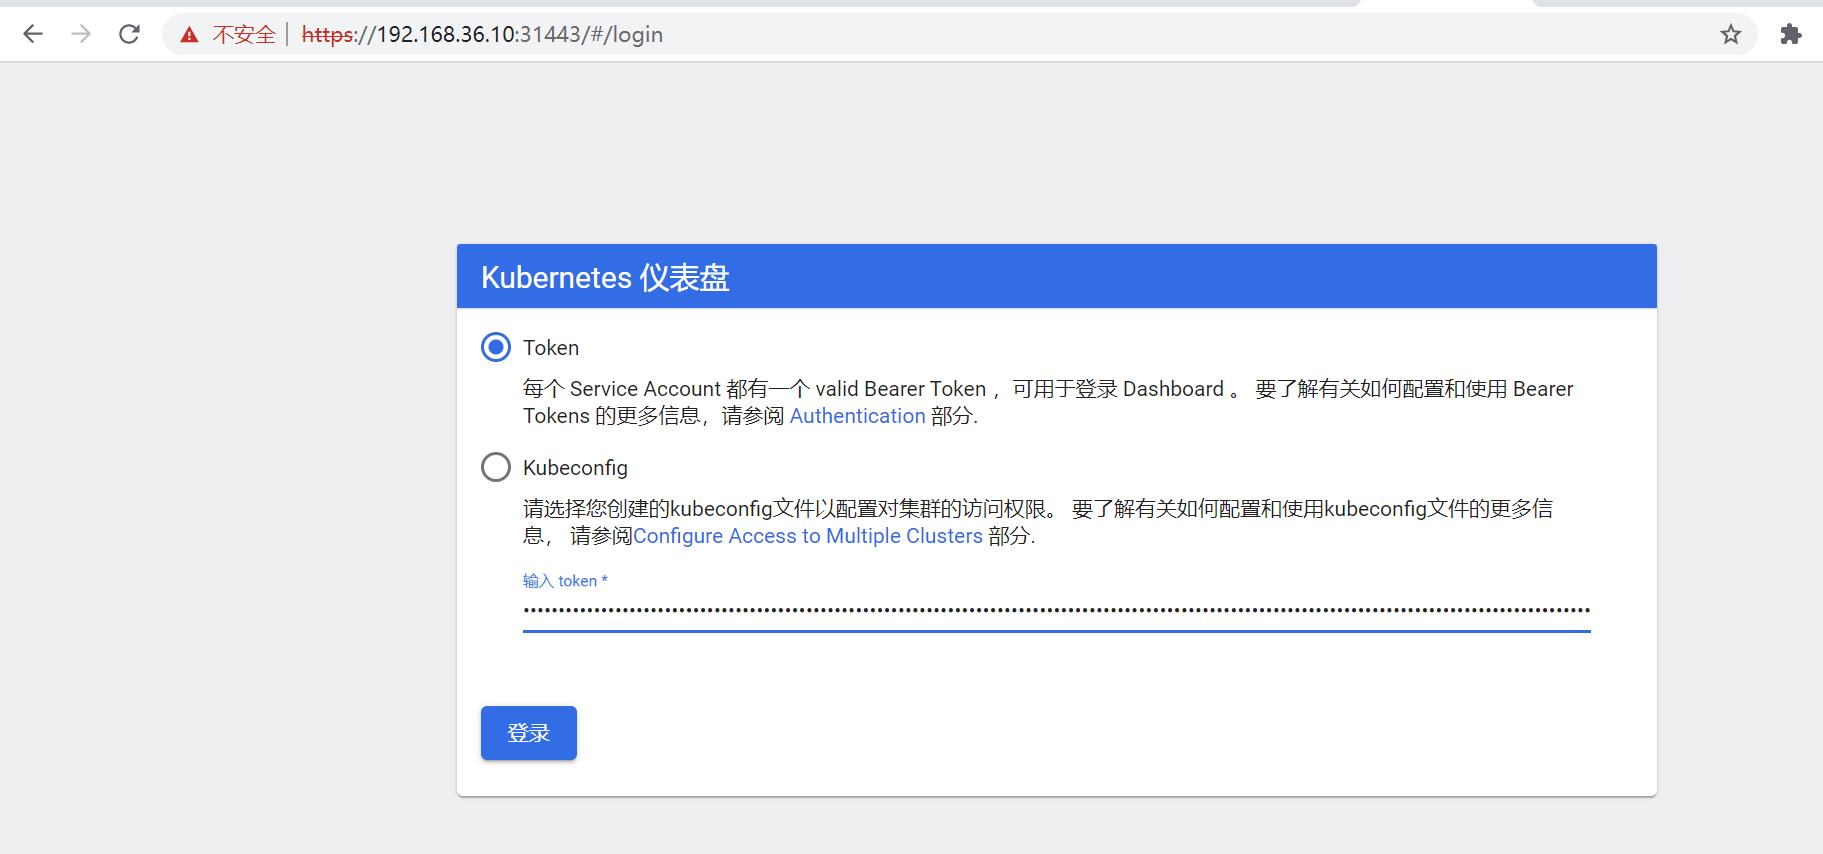 不安全 | https://192.168.36.10:31443/#/login
Kubernetes 仪表盘
Token
每个 Service Account 都有一个 valid Bearer Token ，可用于登录 Dashboard 。 要了解有关如何配置和使用 Bearer
Tokens 的更多信息，请参阅 Authentication 部分.
Kubeconfig
请选择您创建的kubeconfig文件以配置对集群的访问权限。 要了解有关如何配置和使用kubeconfig文件的更多信
息， 请参阅Configure Access to Multiple Clusters 部分.
输入 token *
登录